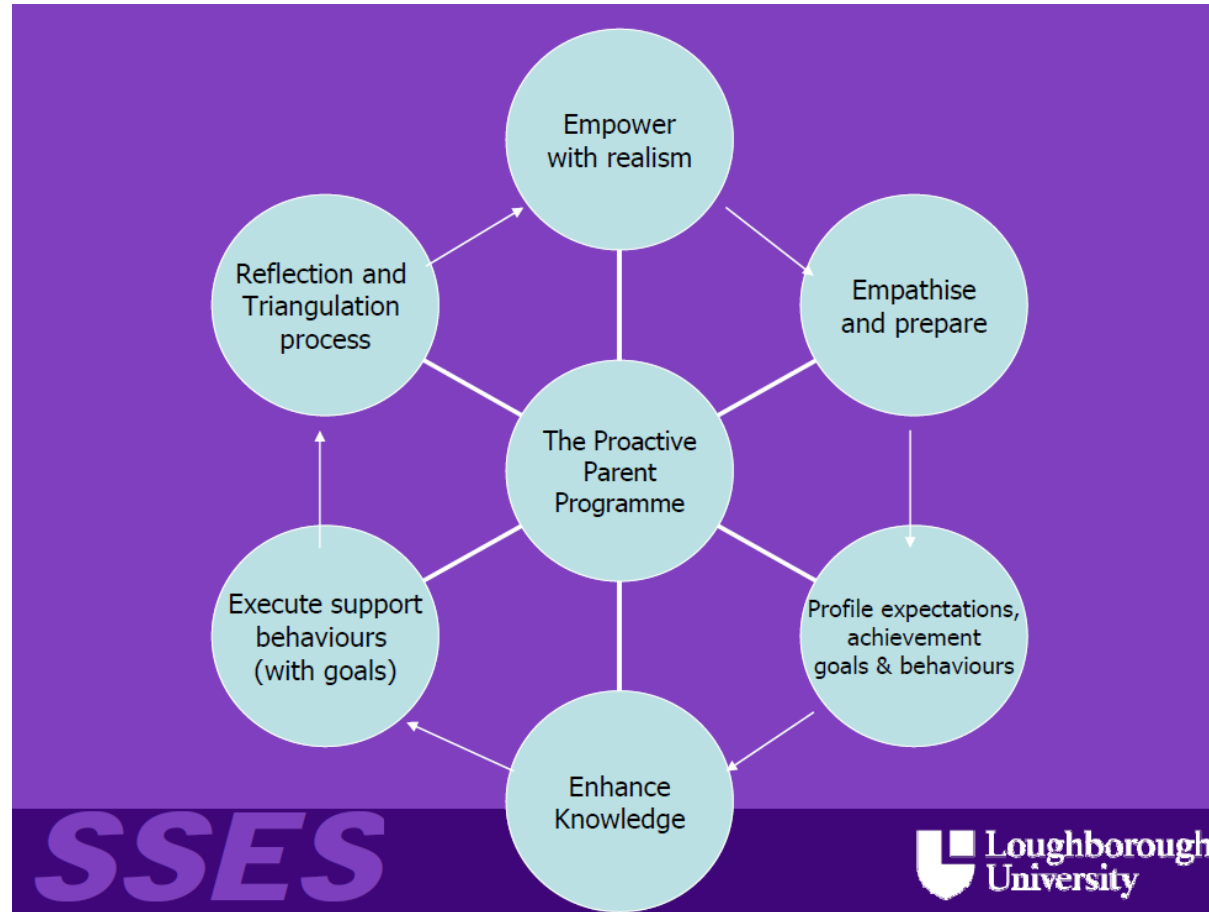 Empower
with realism
Empathise
and prepare
Profile expectations,
achievement
goals & behaviours
Enhance
Knowledge
Execute support
behaviours
(with goals)
Reflection and
Triangulation
process
The Proactive
Parent
Programme
SSES
Loughborough
University